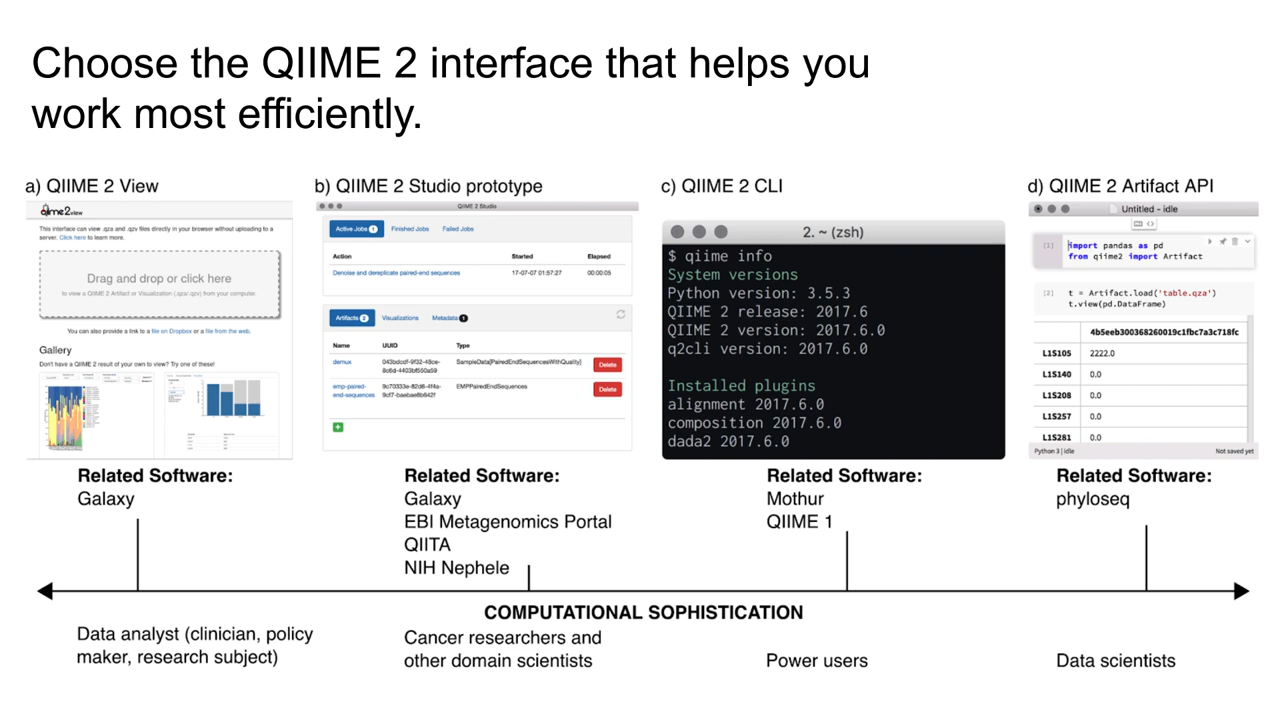 Choose the QIIME 2 interface that helps you
work most efficiently.
a) QIIME 2 View
qiime2view
This interface can view .qza and .qzv files directly in your browser without uploading to a
server. Click here to learn more.
Drag and drop or click here
to view a QIIME 2 Artifact or Visualization (.qza/.qzv) from your computer.
You can also provide a link to a file on Dropbox or a file from the web.
Gallery
Don't have a QIIME 2 result of your own to view? Try one of these!
b) QIIME 2 Studio prototype
QIIME 2 Studio
Active Jobs 1 Finished Jobs Failed Jobs
Action Started Elapsed
Denoise and dereplicate paired-end sequences 17-07-07 01:57:27 00:00:05
Artifacts 2 Visualizations Metadata 1
Name UUID Type
demux SampleData[PairedEndSequencesWithQuality] Delete
emp-paired-
end-sequences EMPPairedEndSequences Delete
c) QIIME 2 CLI
2. ~ (zsh)
$ qiime info
System versions
Python version: 3.5.3
QIIME 2 release: 2017.6
QIIME 2 version: 2017.6.0
q2cli version: 2017.6.0
Installed plugins
alignment 2017.6.0
composition 2017.6.0
dada2 2017.6.0
d) QIIME 2 Artifact API
Untitled - idle
[1] import pandas as pd
from qiime2 import Artifact
[2] t = Artifact.load('table.qza')
t.view(pd.DataFrame)
4b5eeb300368260019c1fbc7a3c718fc
L1S105 2222.0
L1S140 0.0
L1S208 0.0
L1S257 0.0
L1S281 0.0
Python 3 | idle Not saved yet
Related Software:
Galaxy
Related Software:
Galaxy
EBI Metagenomics Portal
QIITA
NIH Nephele
Related Software:
Mothur
QIIME 1
Related Software:
phyloseq
COMPUTATIONAL SOPHISTICATION
Data analyst (clinician, policy
maker, research subject)
Cancer researchers and
other domain scientists
Power users
Data scientists